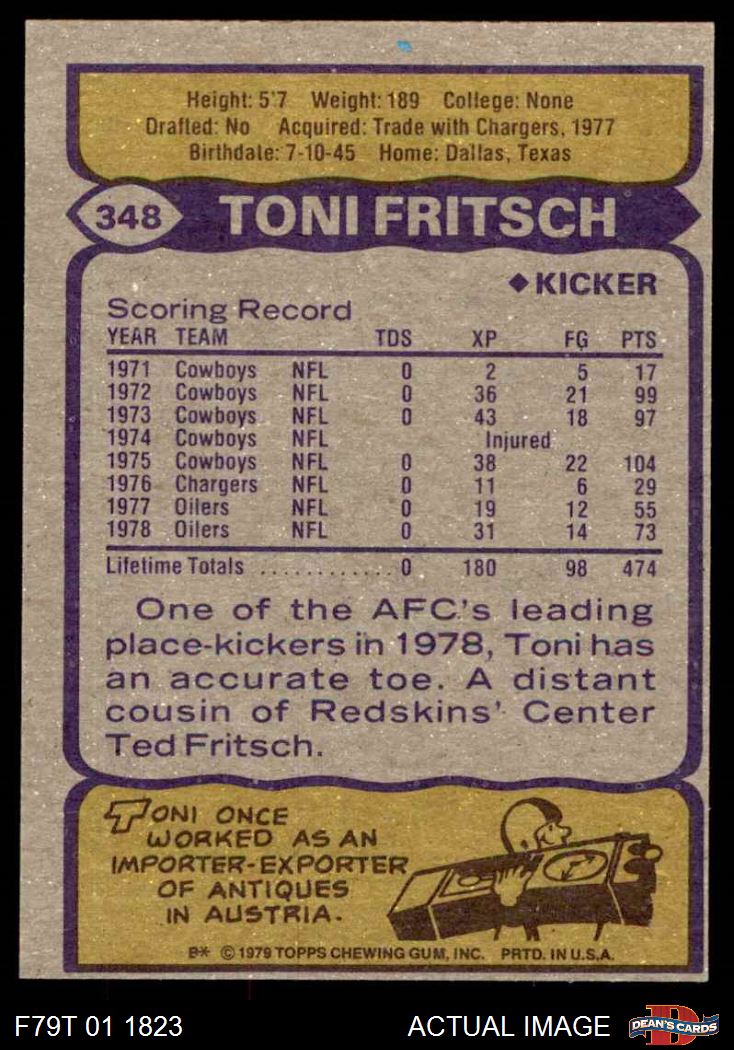 Height: 5'7 Weight: 189 College: None
Drafted: No Acquired: Trade with Chargers, 1977
Birthdate: 7-10-45 Home: Dallas, Texas
348 TONI FRITSCH
◆ KICKER
Scoring Record
YEAR TEAM TDS XP FG PTS
1971 Cowboys NFL 0 2 5 17
1972 Cowboys NFL 0 36 21 99
1973 Cowboys NFL 0 43 18 97
1974 Cowboys NFL Injured
1975 Cowboys NFL 0 38 22 104
1976 Chargers NFL 0 11 6 29
1977 Oilers NFL 0 19 12 55
1978 Oilers NFL 0 31 14 73
Lifetime Totals ............ 0 180 98 474
One of the AFC's leading
place-kickers in 1978, Toni has
an accurate toe. A distant
cousin of Redskins' Center
Ted Fritsch.
TONI ONCE
WORKED AS AN
IMPORTER-EXPORTER
OF ANTIQUES
IN AUSTRIA.
B* © 1979 TOPPS CHEWING GUM, INC. PRTD. IN U.S.A.
F79T 01 1823 ACTUAL IMAGE DEAN'S CARDS